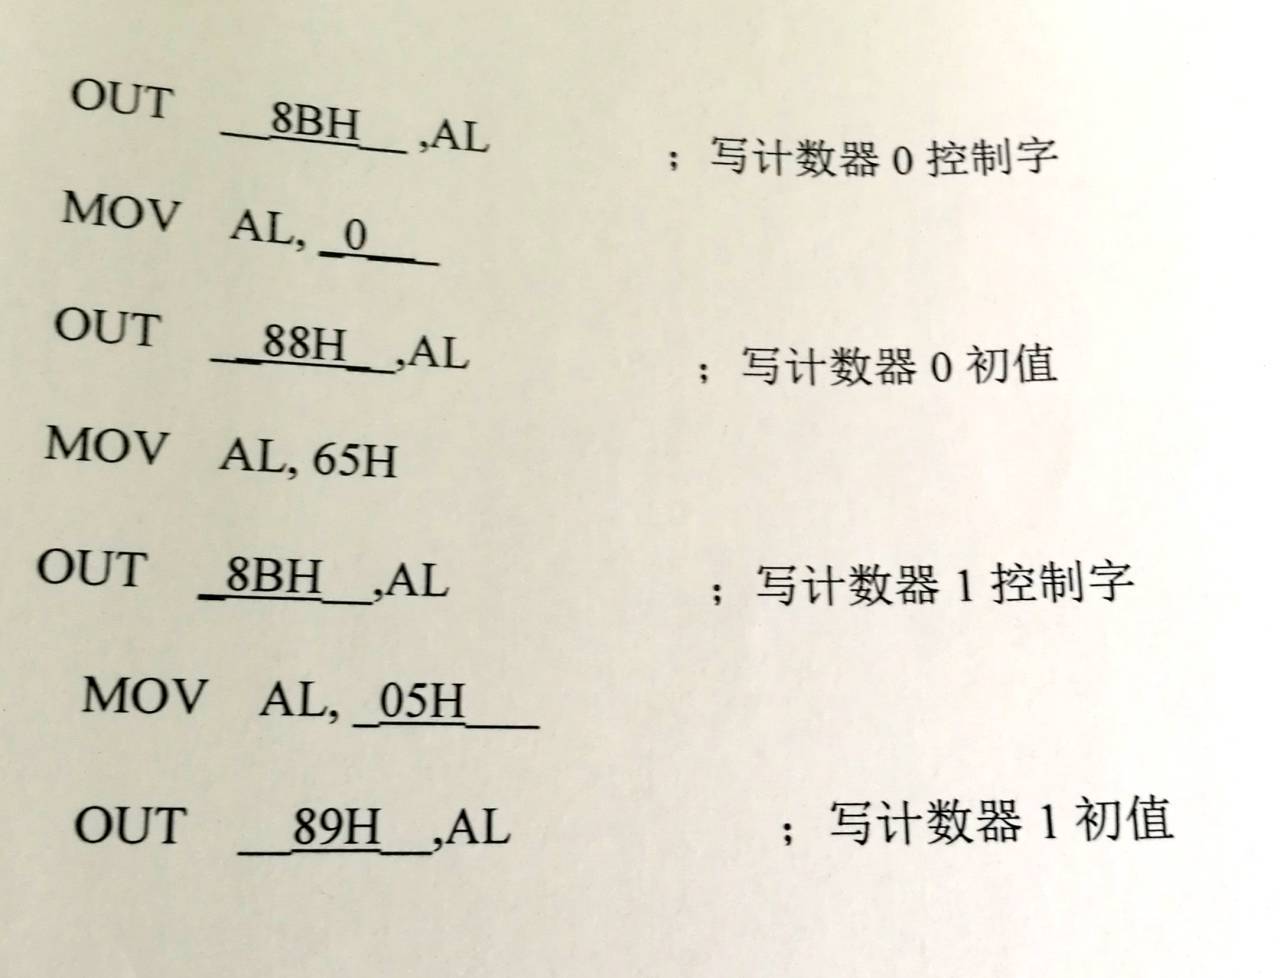 OUT __8BH__ ,AL ；写计数器 0 控制字
MOV AL, _0___
OUT __88H__,AL ；写计数器 0 初值
MOV AL, 65H
OUT _8BH__,AL ；写计数器 1 控制字
MOV AL, _05H___
OUT __89H__,AL ；写计数器 1 初值